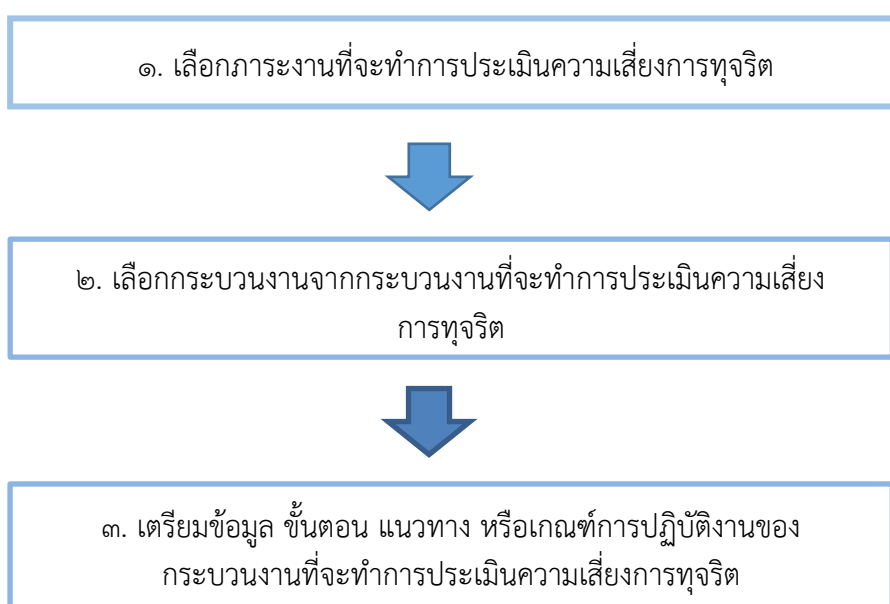 ๑. เลือกภาระงานที่จะทำการประเมินความเสี่ยงการทุจริต
๒. เลือกกระบวนงานจากกระบวนงานที่จะทำการประเมินความเสี่ยง
การทุจริต
๓. เตรียมข้อมูล ขั้นตอน แนวทาง หรือเกณฑ์การปฏิบัติงานของ
กระบวนงานที่จะทำการประเมินความเสี่ยงการทุจริต